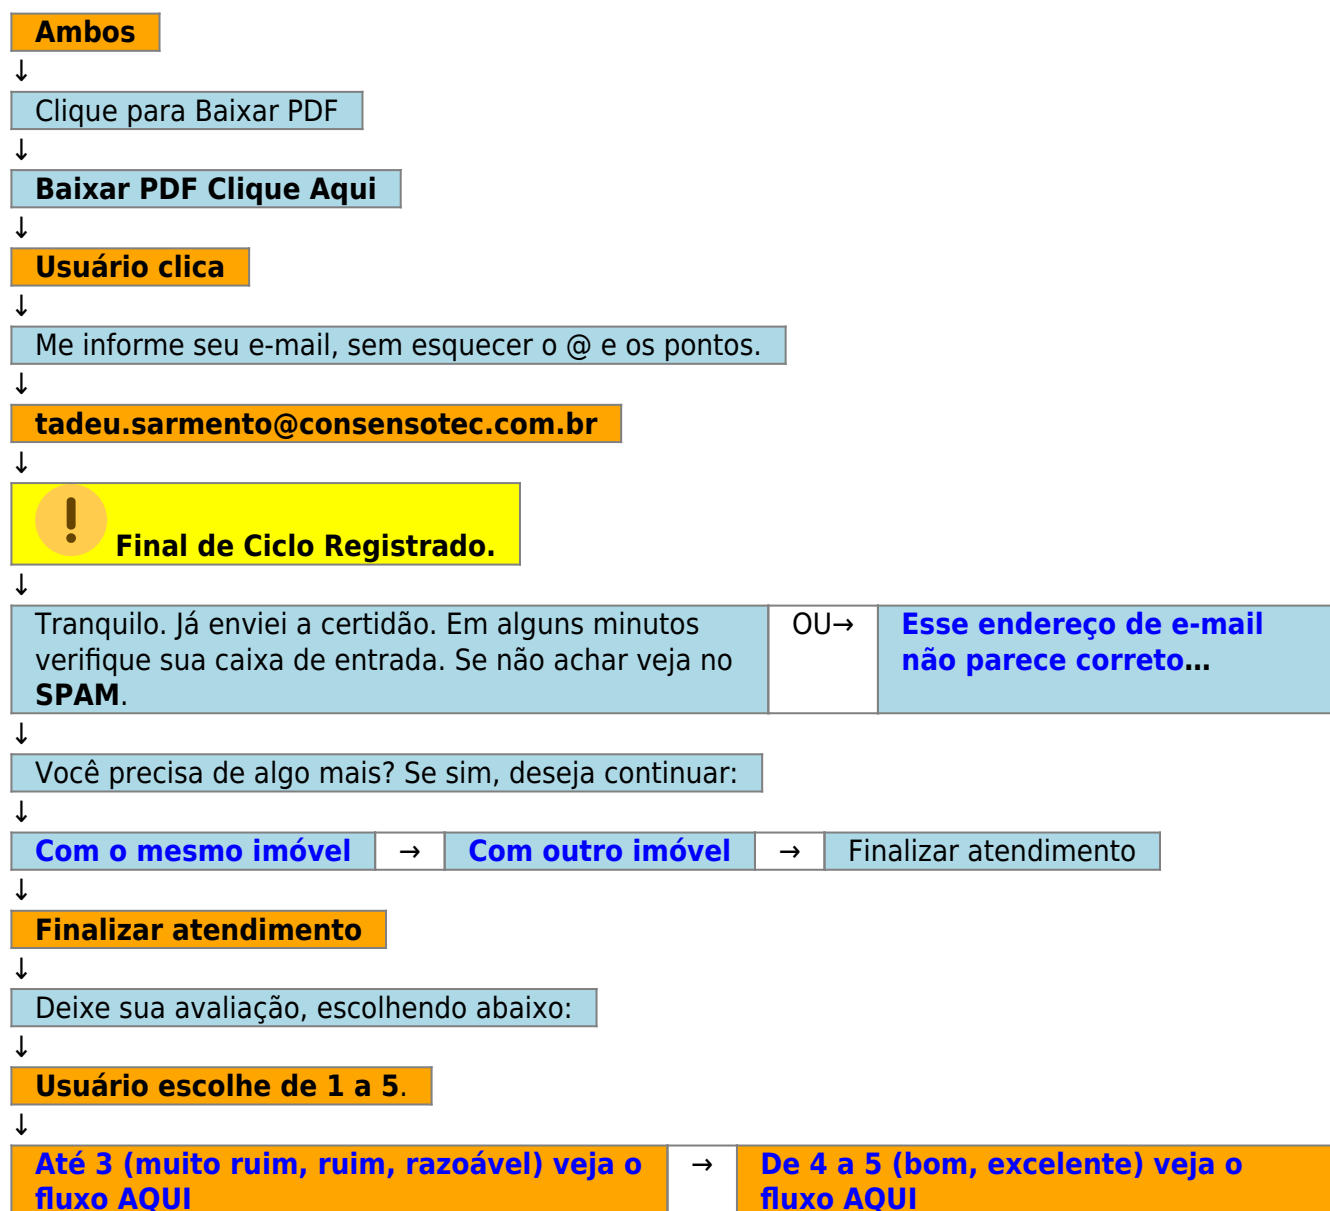 Ambos
↓
Clique para Baixar PDF
↓
Baixar PDF Clique Aqui
↓
Usuário clica
↓
Me informe seu e-mail, sem esquecer o @ e os pontos.
↓
tadeu.sarmento@consensotec.com.br
↓
! Final de Ciclo Registrado.
↓
Tranquilo. Já enviei a certidão. Em alguns minutos
verifique sua caixa de entrada. Se não achar veja no
SPAM.
OU→
Esse endereço de e-mail
não parece correto…
↓
Você precisa de algo mais? Se sim, deseja continuar:
↓
Com o mesmo imóvel → Com outro imóvel → Finalizar atendimento
↓
Finalizar atendimento
↓
Deixe sua avaliação, escolhendo abaixo:
↓
Usuário escolhe de 1 a 5.
↓
Até 3 (muito ruim, ruim, razoável) veja o
fluxo AQUI
→
De 4 a 5 (bom, excelente) veja o
fluxo AQUI